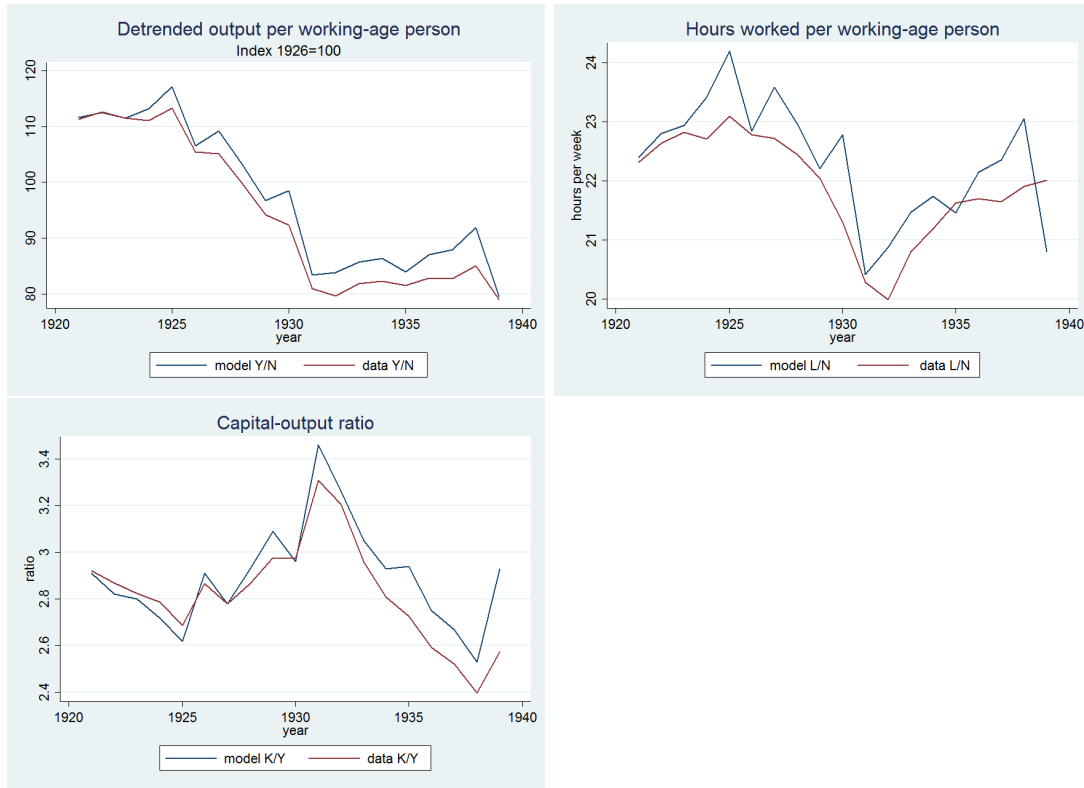 Detrended output per working-age person
Index 1926=100
120
110
100
90
80
1920 1925 1930 1935 1940
year
model Y/N data Y/N
Hours worked per working-age person
hours per week
24
23
22
21
20
1920 1925 1930 1935 1940
year
model L/N data L/N
Capital-output ratio
ratio
3.4
3.2
3
2.8
2.6
2.4
1920 1925 1930 1935 1940
year
model K/Y data K/Y